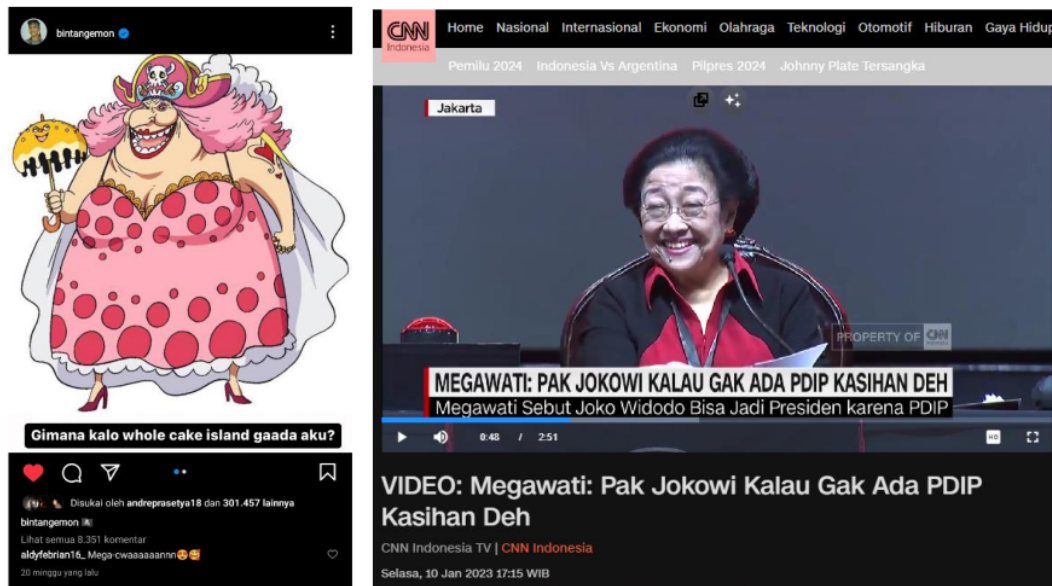 bintangemon
Gimana kalo whole cake island gaada aku?
Disukai oleh andreprasetya18 dan 301.457 lainnya
bintangemon
Lihat semua 8.351 komentar
aldyfebrian16_ Mega-cwaaaaaannn😍🥰
20 minggu yang lalu
CNN
Indonesia
Home Nasional Internasional Ekonomi Olahraga Teknologi Otomotif Hiburan Gaya Hidup
Pemilu 2024 Indonesia Vs Argentina Pilpres 2024 Johnny Plate Tersangka
Jakarta
PROPERTY OF CNN
MEGAWATI: PAK JOKOWI KALAU GAK ADA PDIP KASIHAN DEH
Megawati Sebut Joko Widodo Bisa Jadi Presiden karena PDIP
0:48 / 2:51
HD
VIDEO: Megawati: Pak Jokowi Kalau Gak Ada PDIP
Kasihan Deh
CNN Indonesia TV | CNN Indonesia
Selasa, 10 Jan 2023 17:15 WIB